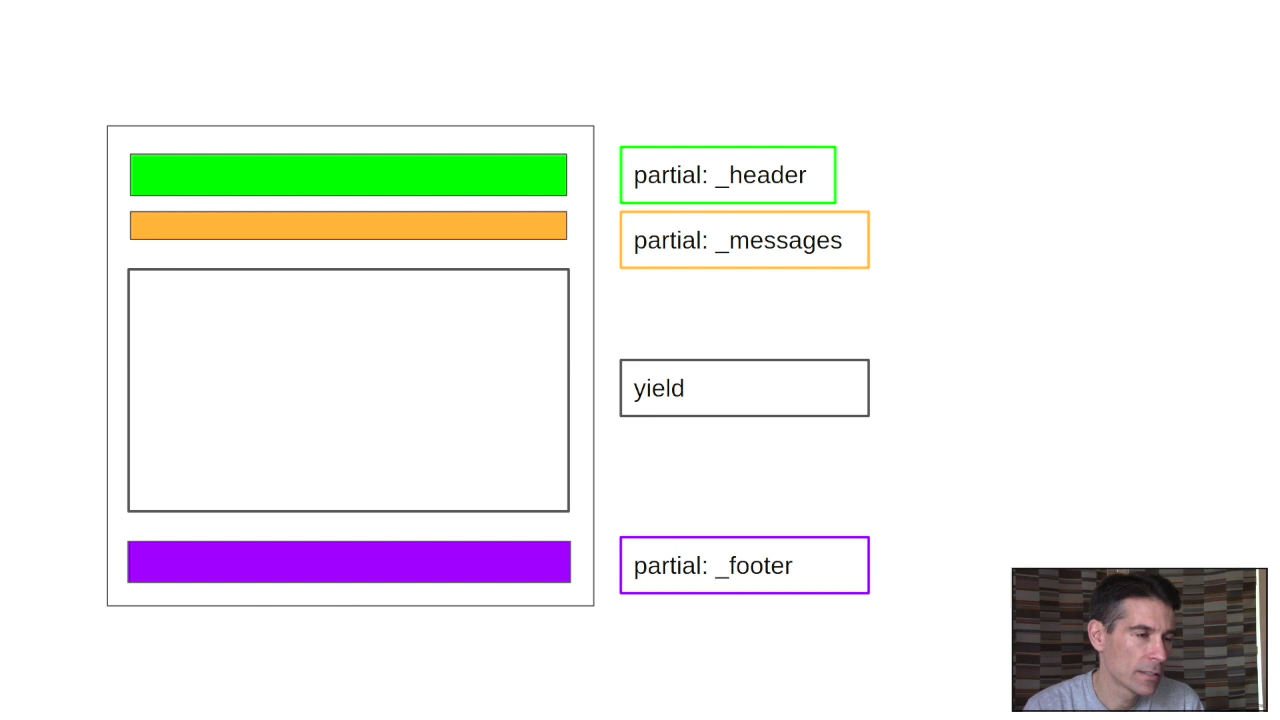 partial: _header
partial: _messages
yield
partial: _footer